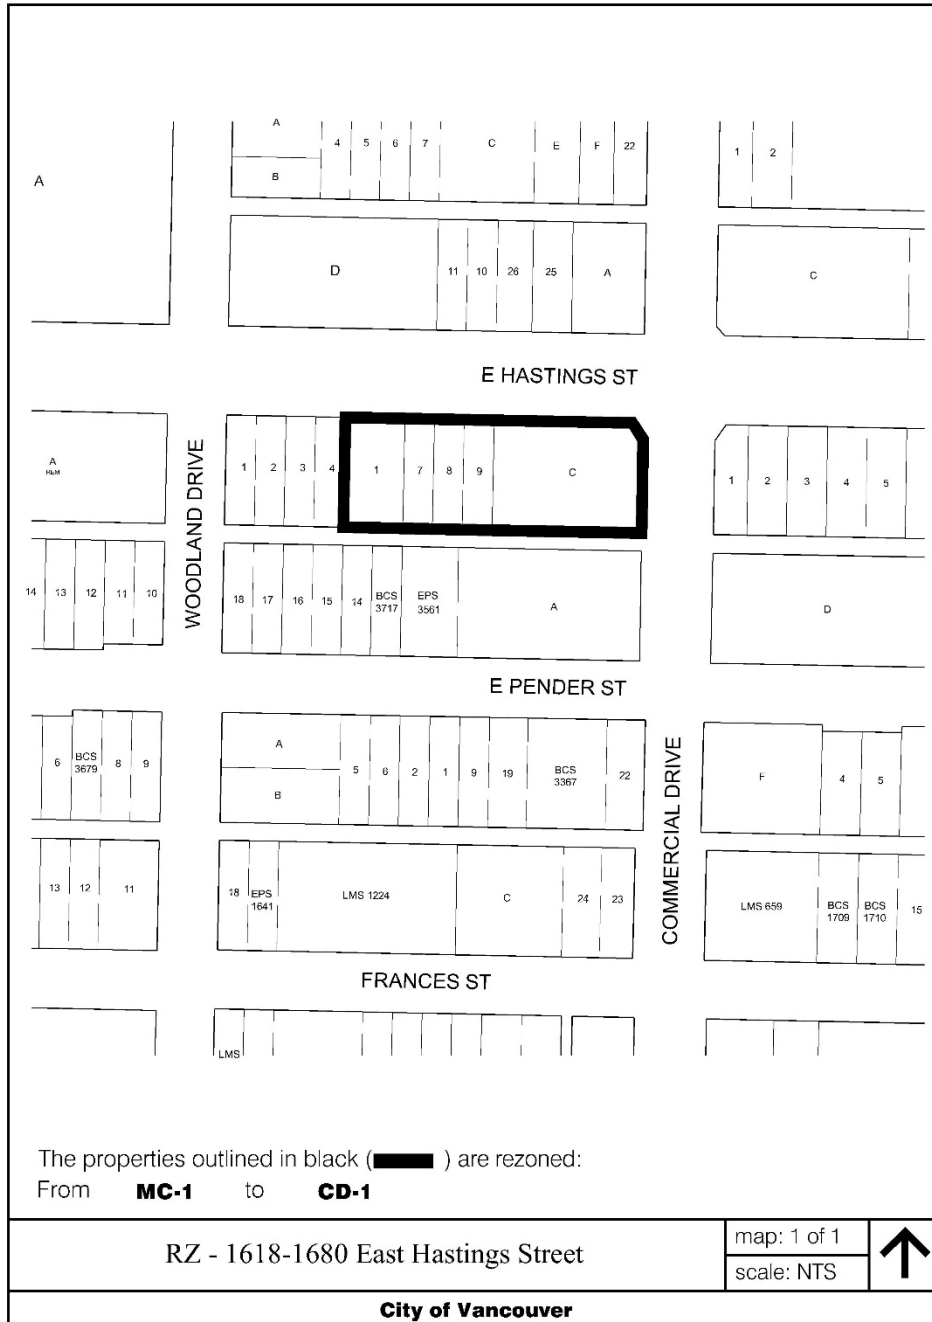 A
4 5 6 7 C E F 22
B
1 2
A
D 11 10 26 25 A
C
E HASTINGS ST
A
REM
WOODLAND DRIVE
1 2 3 4 1 7 8 9 C
1 2 3 4 5
14 13 12 11 10
18 17 16 15 14 BCS 3717 EPS 3561 A
D
E PENDER ST
6 BCS 3679 8 9
A
B
5 6 2 1 9 19 BCS 3367 22
COMMERCIAL DRIVE
F 4 5
13 12 11
18 EPS 1641 LMS 1224 C 24 23
LMS 659 BCS 1709 BCS 1710 15
FRANCES ST
LMS
The properties outlined in black ( ) are rezoned:
From MC-1 to CD-1
RZ - 1618-1680 East Hastings Street
map: 1 of 1
scale: NTS
City of Vancouver